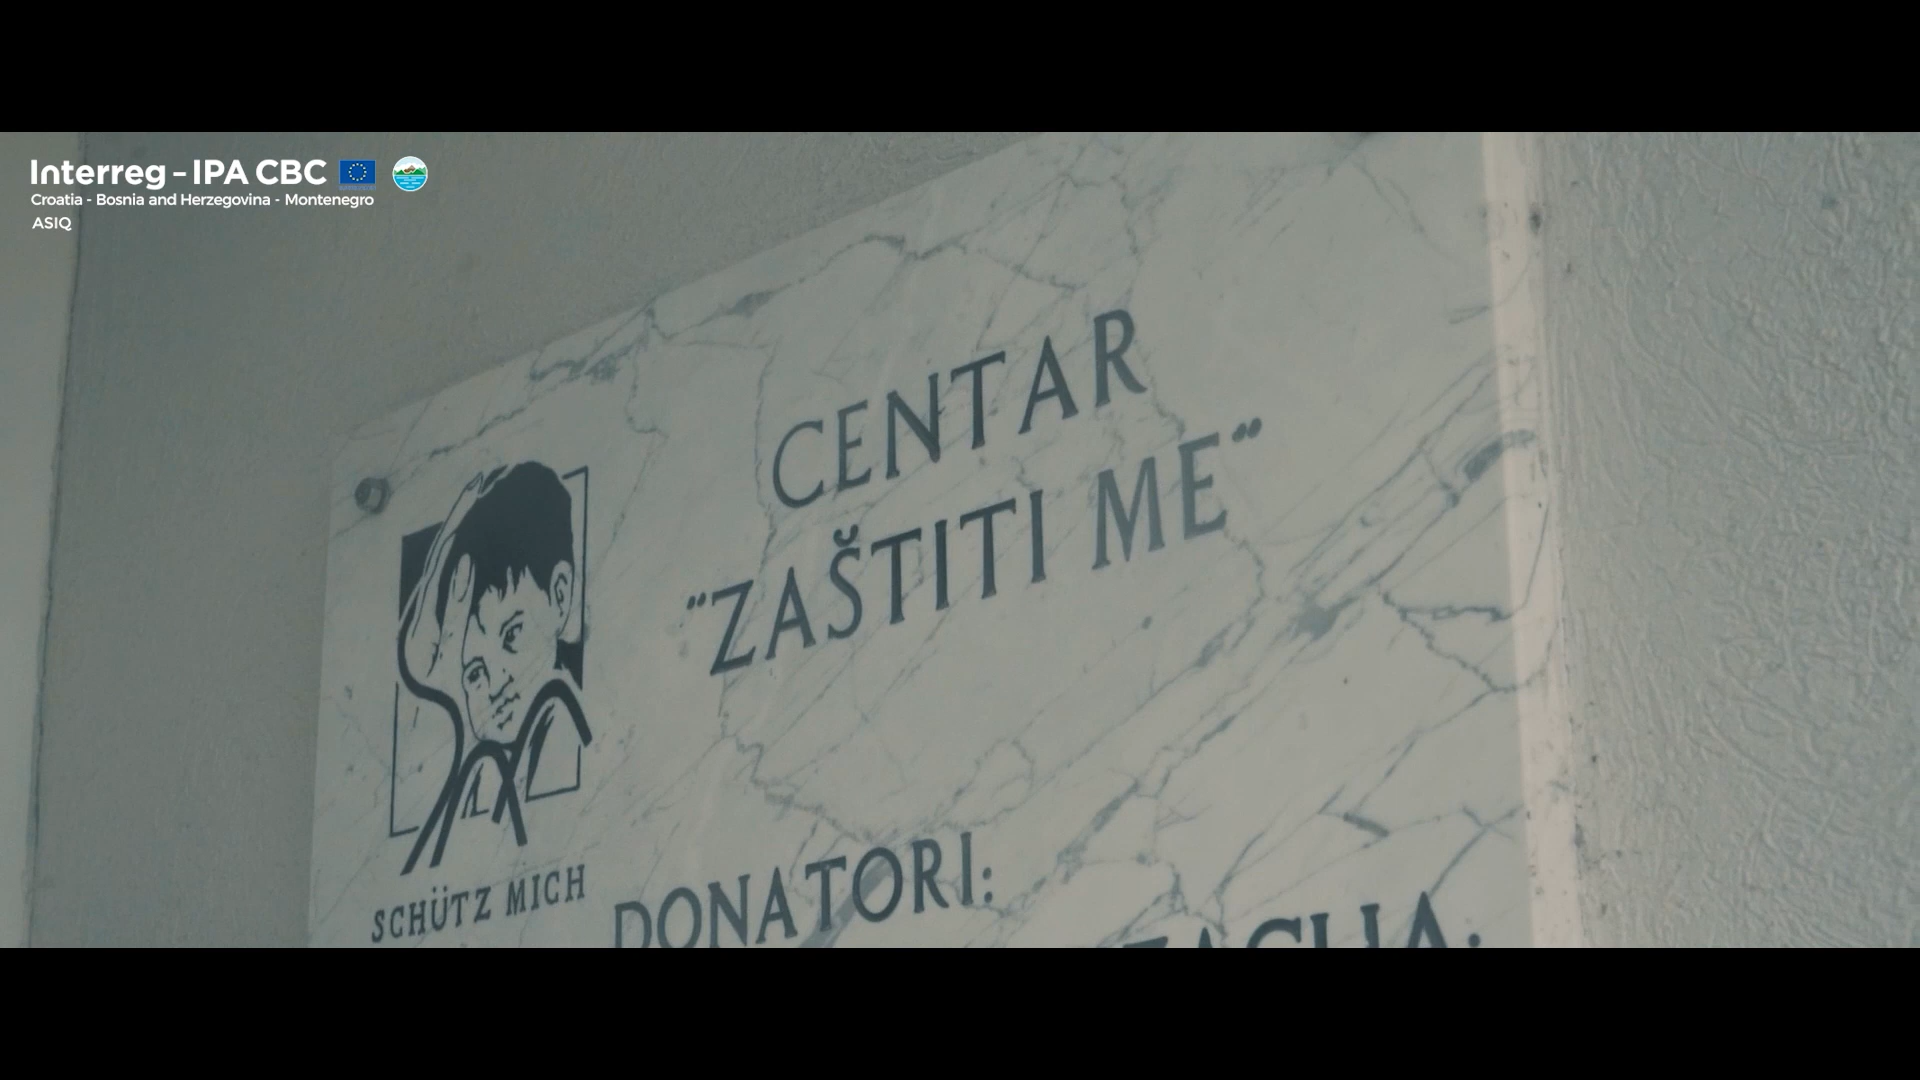 Interreg - IPA CBC
Croatia - Bosnia and Herzegovina - Montenegro
ASIQ
CENTAR
"ZAŠTITI ME"
SCHÜTZ MICH
DONATORI: